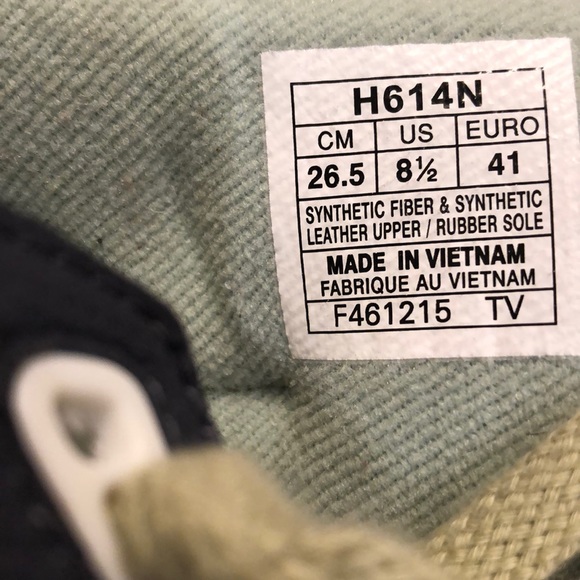 H614N
CM US EURO
26.5 8½ 41
SYNTHETIC FIBER & SYNTHETIC
LEATHER UPPER / RUBBER SOLE
MADE IN VIETNAM
FABRIQUE AU VIETNAM
F461215 TV